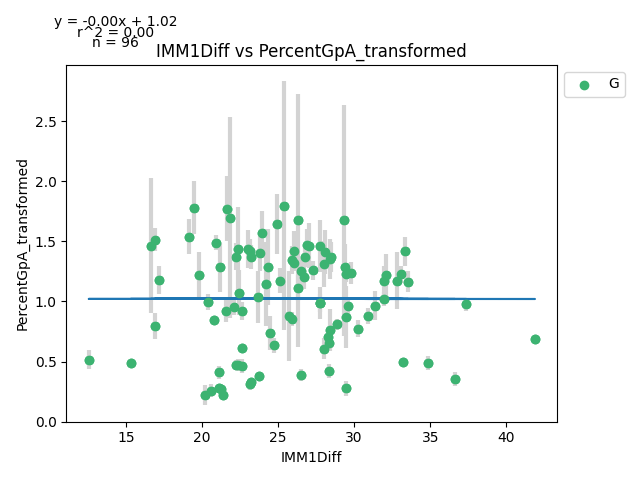 y = -0.00x + 1.02
r^2 = 0.00
n = 96
IMM1Diff vs PercentGpA_transformed
G
PercentGpA_transformed
2.5
2.0
1.5
1.0
0.5
0.0
15 20 25 30 35 40
IMM1Diff